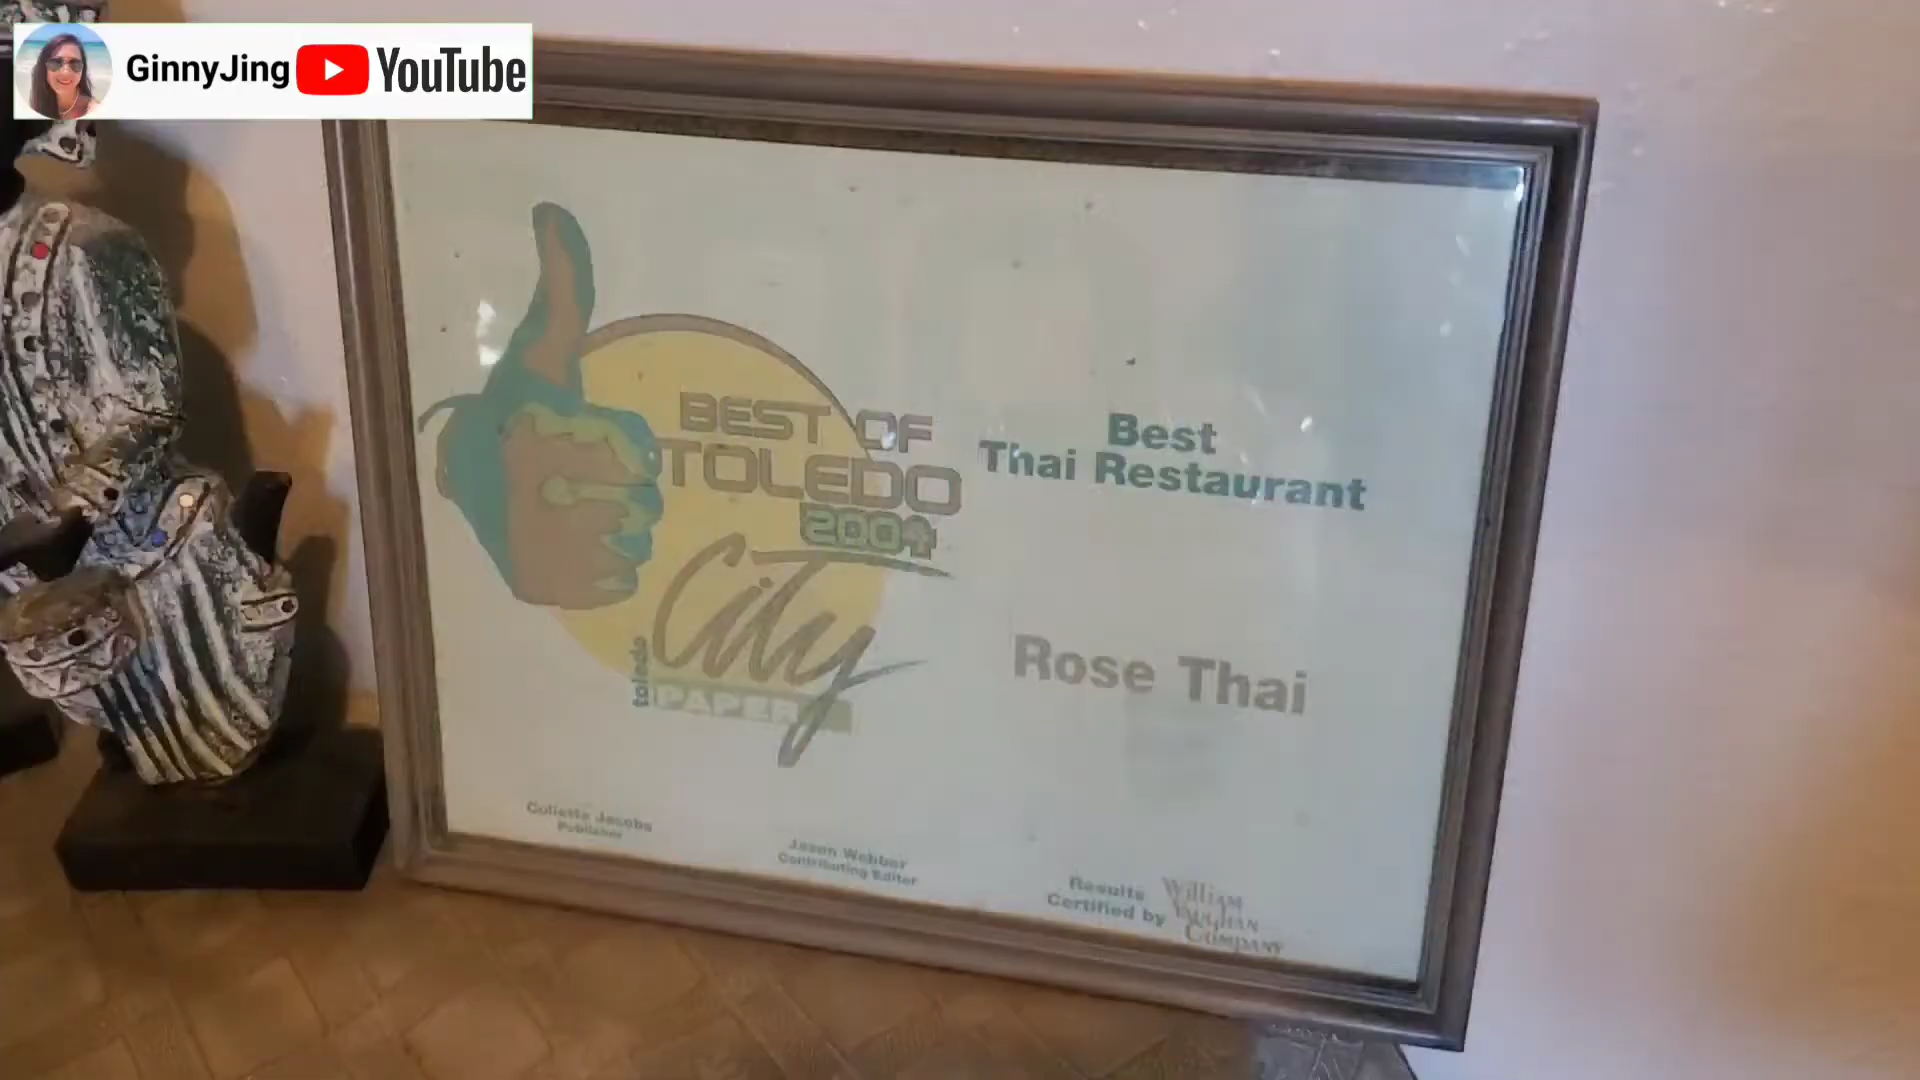 GinnyJing YouTube
BEST OF
TOLEDO
2004
City
toledo
PAPER
Best
Thai Restaurant
Rose Thai
Collette Jacobs
Publisher
Jason Webber
Contributing Editor
Results
Certified by
William
Vaughan
Company